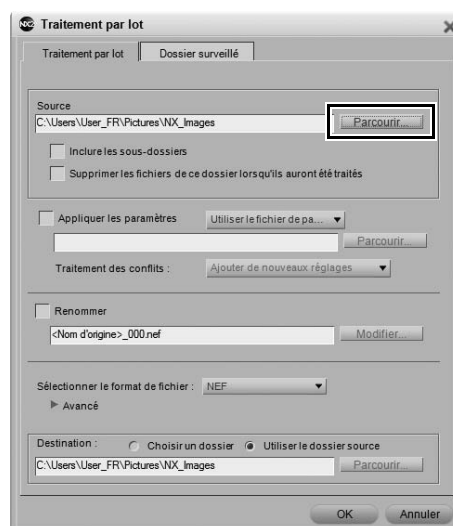 NX2 Traitement par lot
Traitement par lot Dossier surveillé
Source
C:\Users\User_FR\Pictures\NX_Images Parcourir...
Inclure les sous-dossiers
Supprimer les fichiers de ce dossier lorsqu'ils auront été traités
Appliquer les paramètres Utiliser le fichier de pa...
Parcourir...
Traitement des conflits : Ajouter de nouveaux réglages
Renommer
<Nom d'origine>_000.nef Modifier...
Sélectionner le format de fichier : NEF
Avancé
Destination : Choisir un dossier Utiliser le dossier source
C:\Users\User_FR\Pictures\NX_Images Parcourir...
OK Annuler